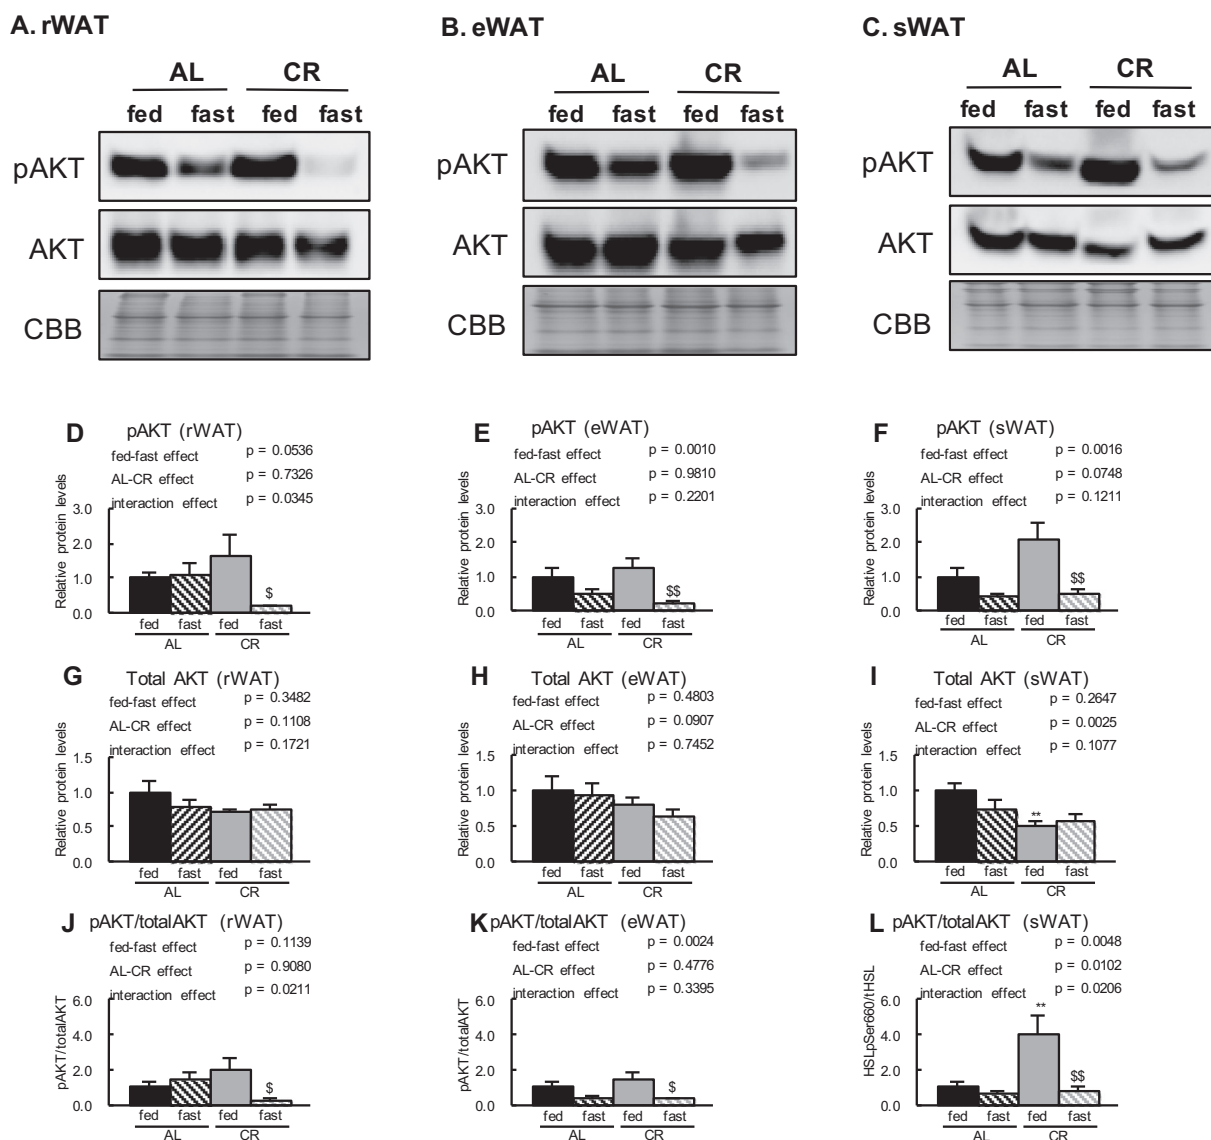 A. rWAT
B. eWAT
C. sWAT
AL CR
fed fast fed fast
pAKT
AKT
CBB
AL CR
fed fast fed fast
pAKT
AKT
CBB
AL CR
fed fast fed fast
pAKT
AKT
CBB
D pAKT (rWAT)
fed-fast effect p = 0.0536
AL-CR effect p = 0.7326
interaction effect p = 0.0345
Relative protein levels
3.0
2.0
1.0
0.0
$
fed fast fed fast
AL CR
E pAKT (eWAT)
fed-fast effect p = 0.0010
AL-CR effect p = 0.9810
interaction effect p = 0.2201
Relative protein levels
3.0
2.0
1.0
0.0
$$
fed fast fed fast
AL CR
F pAKT (sWAT)
fed-fast effect p = 0.0016
AL-CR effect p = 0.0748
interaction effect p = 0.1211
Relative protein levels
3.0
2.0
1.0
0.0
$$
fed fast fed fast
AL CR
G Total AKT (rWAT)
fed-fast effect p = 0.3482
AL-CR effect p = 0.1108
interaction effect p = 0.1721
Relative protein levels
1.5
1.0
0.5
0.0
fed fast fed fast
AL CR
H Total AKT (eWAT)
fed-fast effect p = 0.4803
AL-CR effect p = 0.0907
interaction effect p = 0.7452
Relative protein levels
1.5
1.0
0.5
0.0
fed fast fed fast
AL CR
I Total AKT (sWAT)
fed-fast effect p = 0.2647
AL-CR effect p = 0.0025
interaction effect p = 0.1077
Relative protein levels
1.5
1.0
0.5
0.0
**
fed fast fed fast
AL CR
J pAKT/totalAKT (rWAT)
fed-fast effect p = 0.1139
AL-CR effect p = 0.9080
interaction effect p = 0.0211
pAKT/totalAKT
6.0
4.0
2.0
0.0
$
fed fast fed fast
AL CR
K pAKT/totalAKT (eWAT)
fed-fast effect p = 0.0024
AL-CR effect p = 0.4776
interaction effect p = 0.3395
pAKT/totalAKT
6.0
4.0
2.0
0.0
$
fed fast fed fast
AL CR
L pAKT/totalAKT (sWAT)
fed-fast effect p = 0.0048
AL-CR effect p = 0.0102
interaction effect p = 0.0206
HSLpSer660/tHSL
6.0
4.0
2.0
0.0
**
$$
fed fast fed fast
AL CR